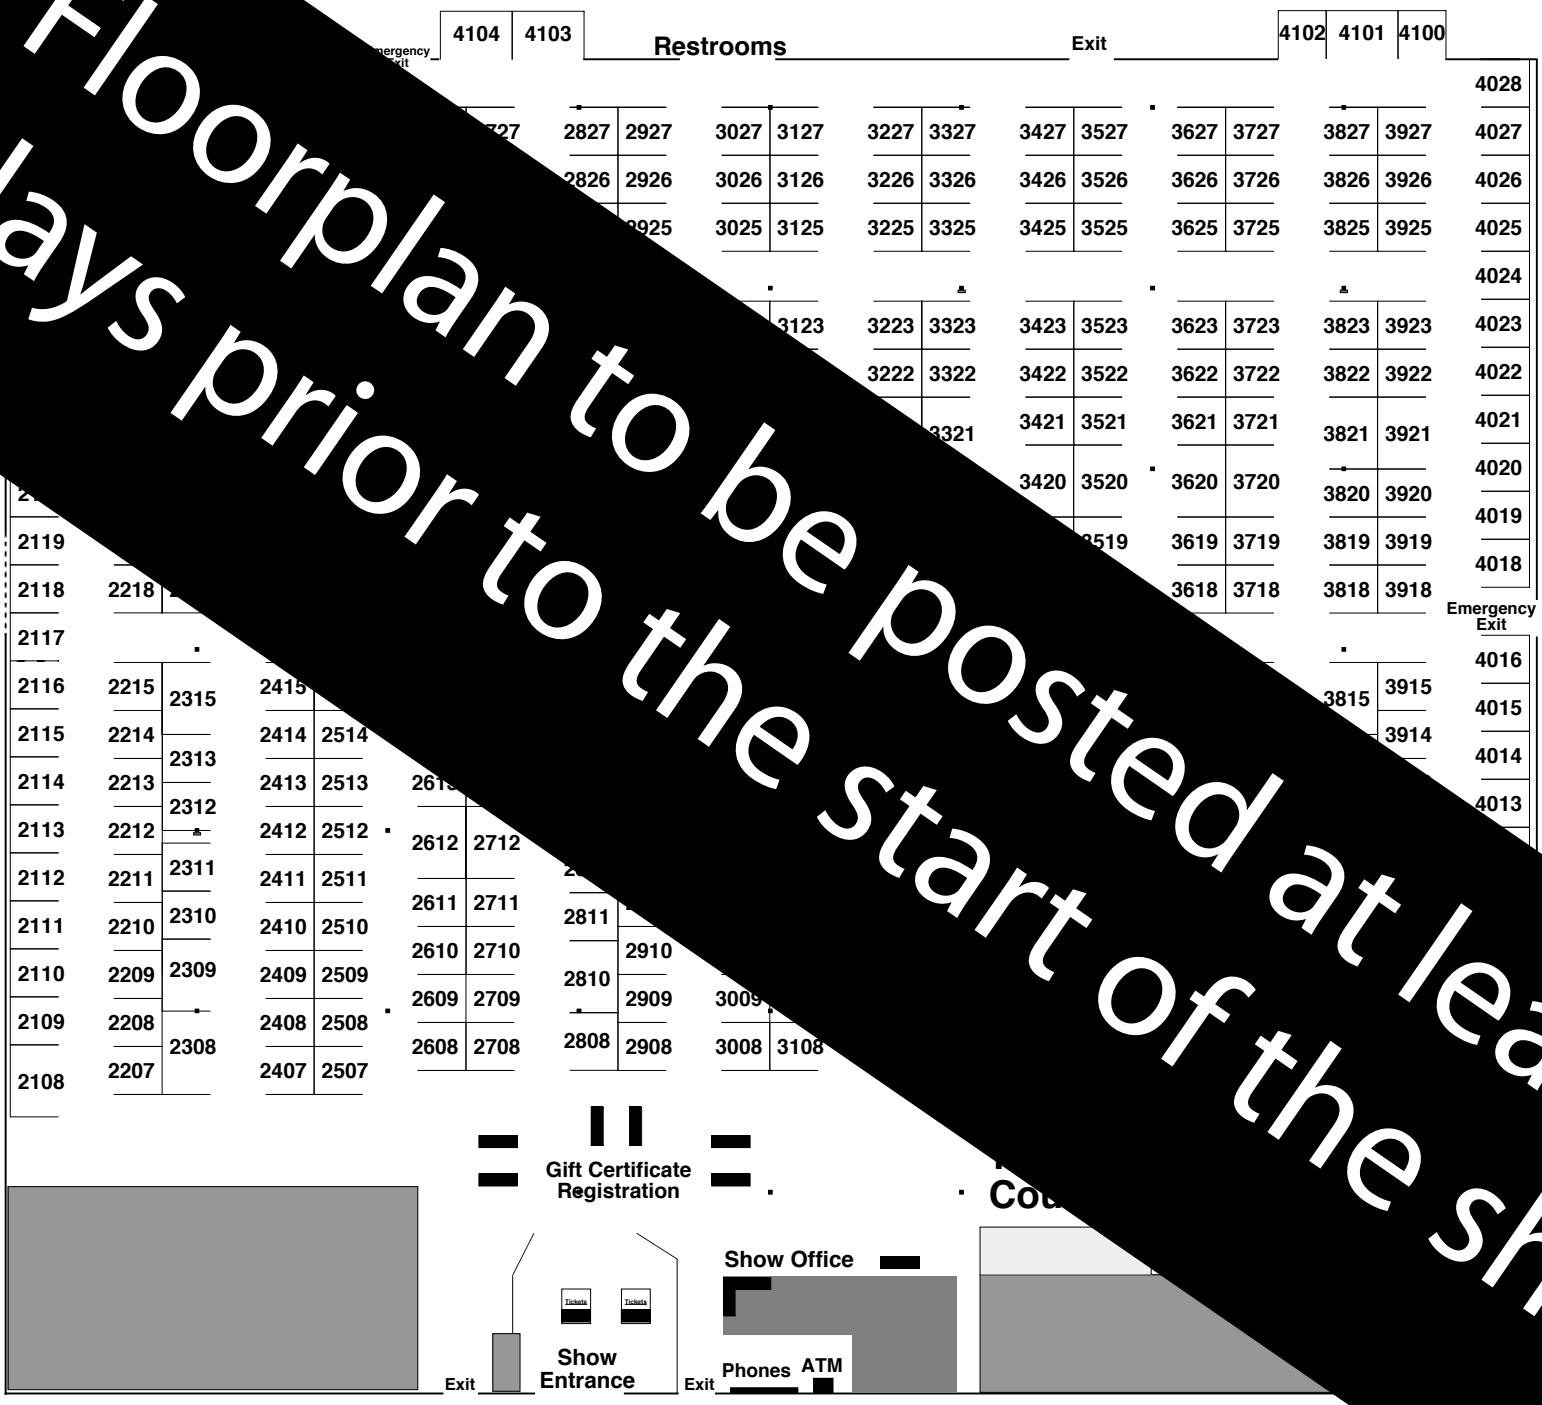 4104 4103 Restrooms Exit 4102 4101 4100
Exit
4028
2827 2927 3027 3127 3227 3327 3427 3527 3627 3727 3827 3927 4027
2826 2926 3026 3126 3226 3326 3426 3526 3626 3726 3826 3926 4026
3025 3125 3225 3325 3425 3525 3625 3725 3825 3925 4025
4024
3123 3223 3323 3423 3523 3623 3723 3823 3923 4023
3222 3322 3422 3522 3622 3722 3822 3922 4022
3321 3421 3521 3621 3721 3821 3921 4021
3420 3520 3620 3720 3820 3920 4020
2119 3519 3619 3719 3819 3919 4019
2118 2218 3618 3718 3818 3918 4018
Emergency
Exit
2117
2116 2215 2315 2415 3815 3915 4016
2115 2214 2414 2514 3914 4015
2313 4014
2114 2213 2413 2513
2312 4013
2113 2212 2412 2512 2612 2712
2311
2112 2211 2411 2511 2611 2711
2310 2811
2111 2210 2410 2510 2610 2710 2910
2110 2209 2309 2409 2509 2810
2609 2709 2909 3009
2109 2208 2408 2508
2308 2608 2708 2808 2908 3008 3108
2108 2207 2407 2507
Floorplan to be posted at
prior to the start of the
Gift Certificate
Registration
Show Office
Tickets Tickets
Show
Entrance
Exit Exit
Phones ATM